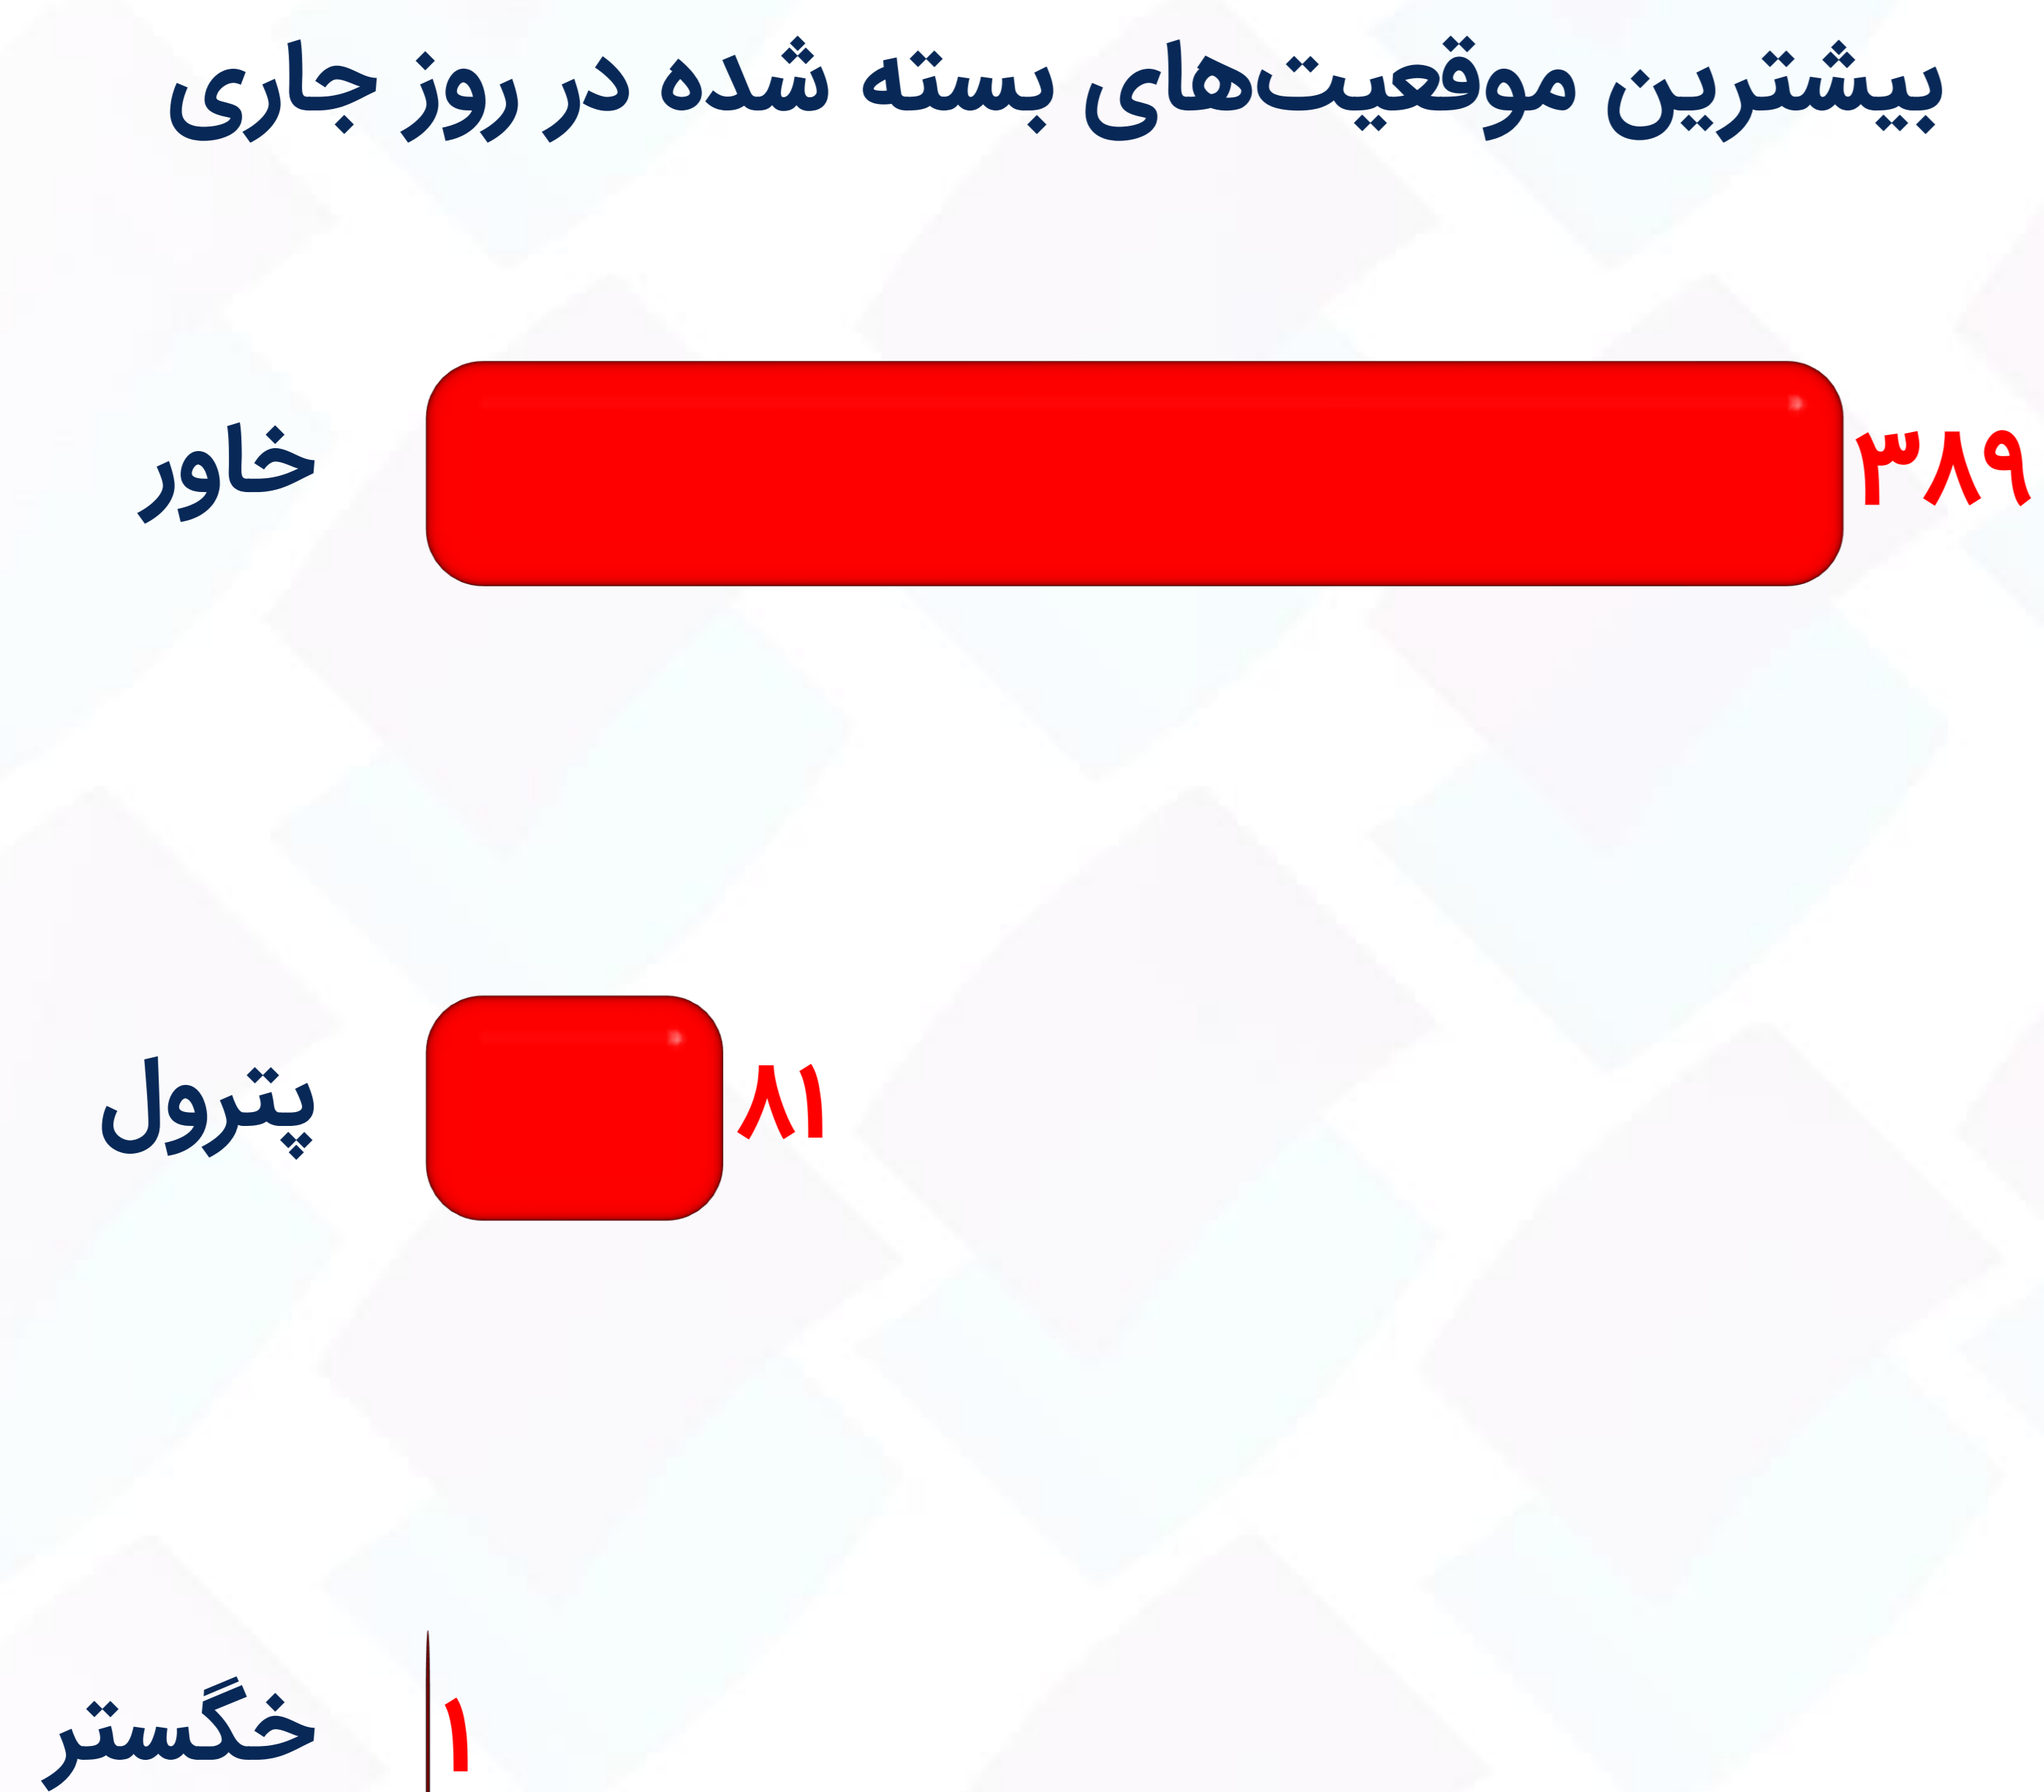 بیشترین موقعیت‌های بسته شده در روز جاری
خاور
۳۸۹
پترول
۸۱
خگستر
۱